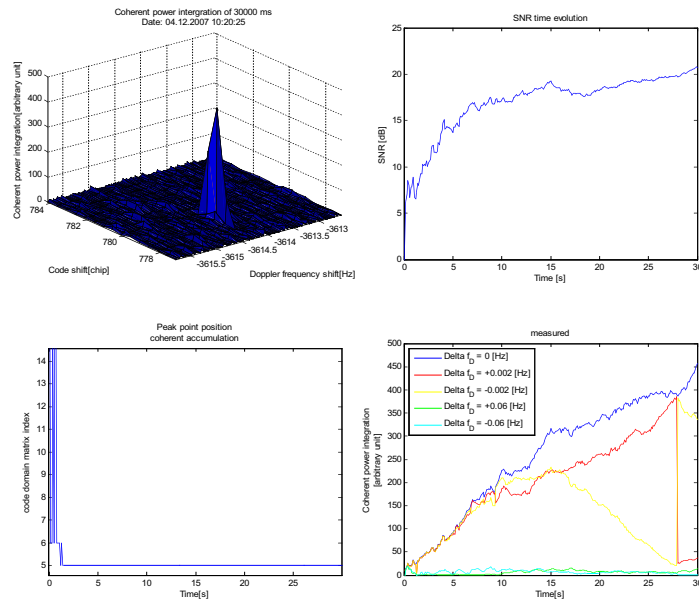 Coherent power intergration of 30000 ms
Date: 04.12.2007 10:20:25
Coherent power integration[arbitrary unit]
500
400
300
200
100
0
784
782
780
778
Code shift[chip]
-3615.5
-3615
-3614.5
-3614
-3613.5
-3613
Doppler frequency shift[Hz]
SNR time evolution
SNR [dB]
25
20
15
10
5
0
0 5 10 15 20 25 30
Time [s]
Peak point position
coherent accumulation
code domain matrix index
14
13
12
11
10
9
8
7
6
5
0 5 10 15 20 25
Time[s]
measured
Coherent power integration
[arbitrary unit]
500
450
400
350
300
250
200
150
100
50
0
Delta f_D = 0 [Hz]
Delta f_D = +0.002 [Hz]
Delta f_D = -0.002 [Hz]
Delta f_D = +0.06 [Hz]
Delta f_D = -0.06 [Hz]
0 5 10 15 20 25 30
Time[s]